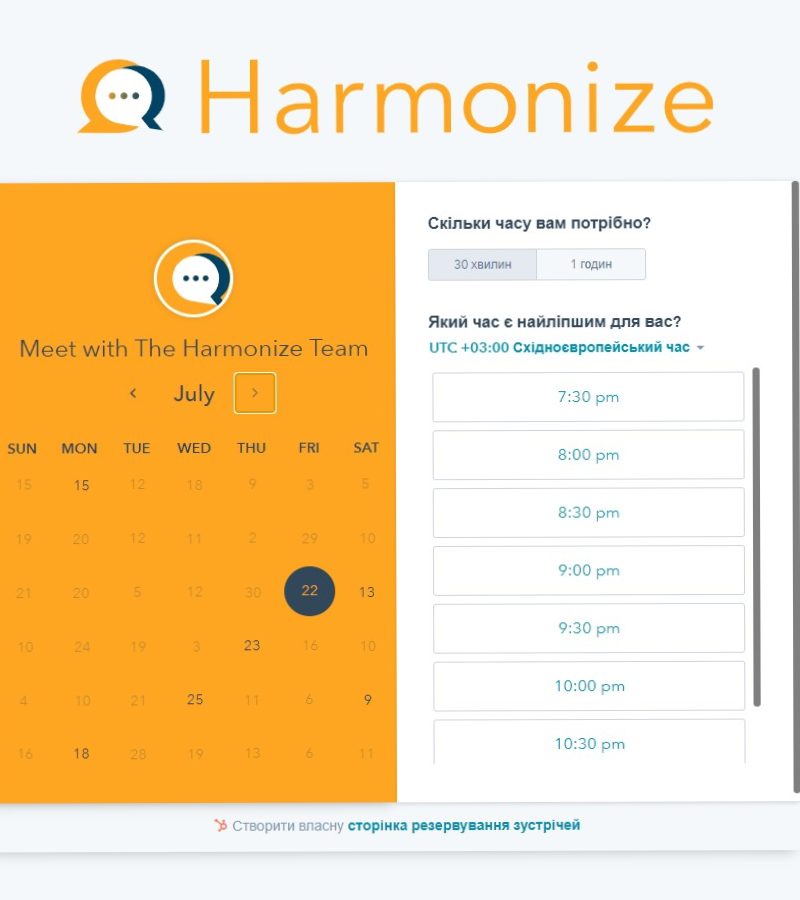 Harmonize
Meet with The Harmonize Team
July
SUN MON TUE WED THU FRI SAT
15 15 12 18 9 3 5
19 20 12 11 2 29 10
21 20 5 12 30 22 13
10 24 19 3 23 16 10
4 10 21 25 11 6 9
16 18 28 19 13 6 11
Скільки часу вам потрібно?
30 хвилин 1 годин
Який час є найліпшим для вас?
UTC +03:00 Східноєвропейський час
7:30 pm
8:00 pm
8:30 pm
9:00 pm
9:30 pm
10:00 pm
10:30 pm
Створити власну сторінка резервування зустрічей